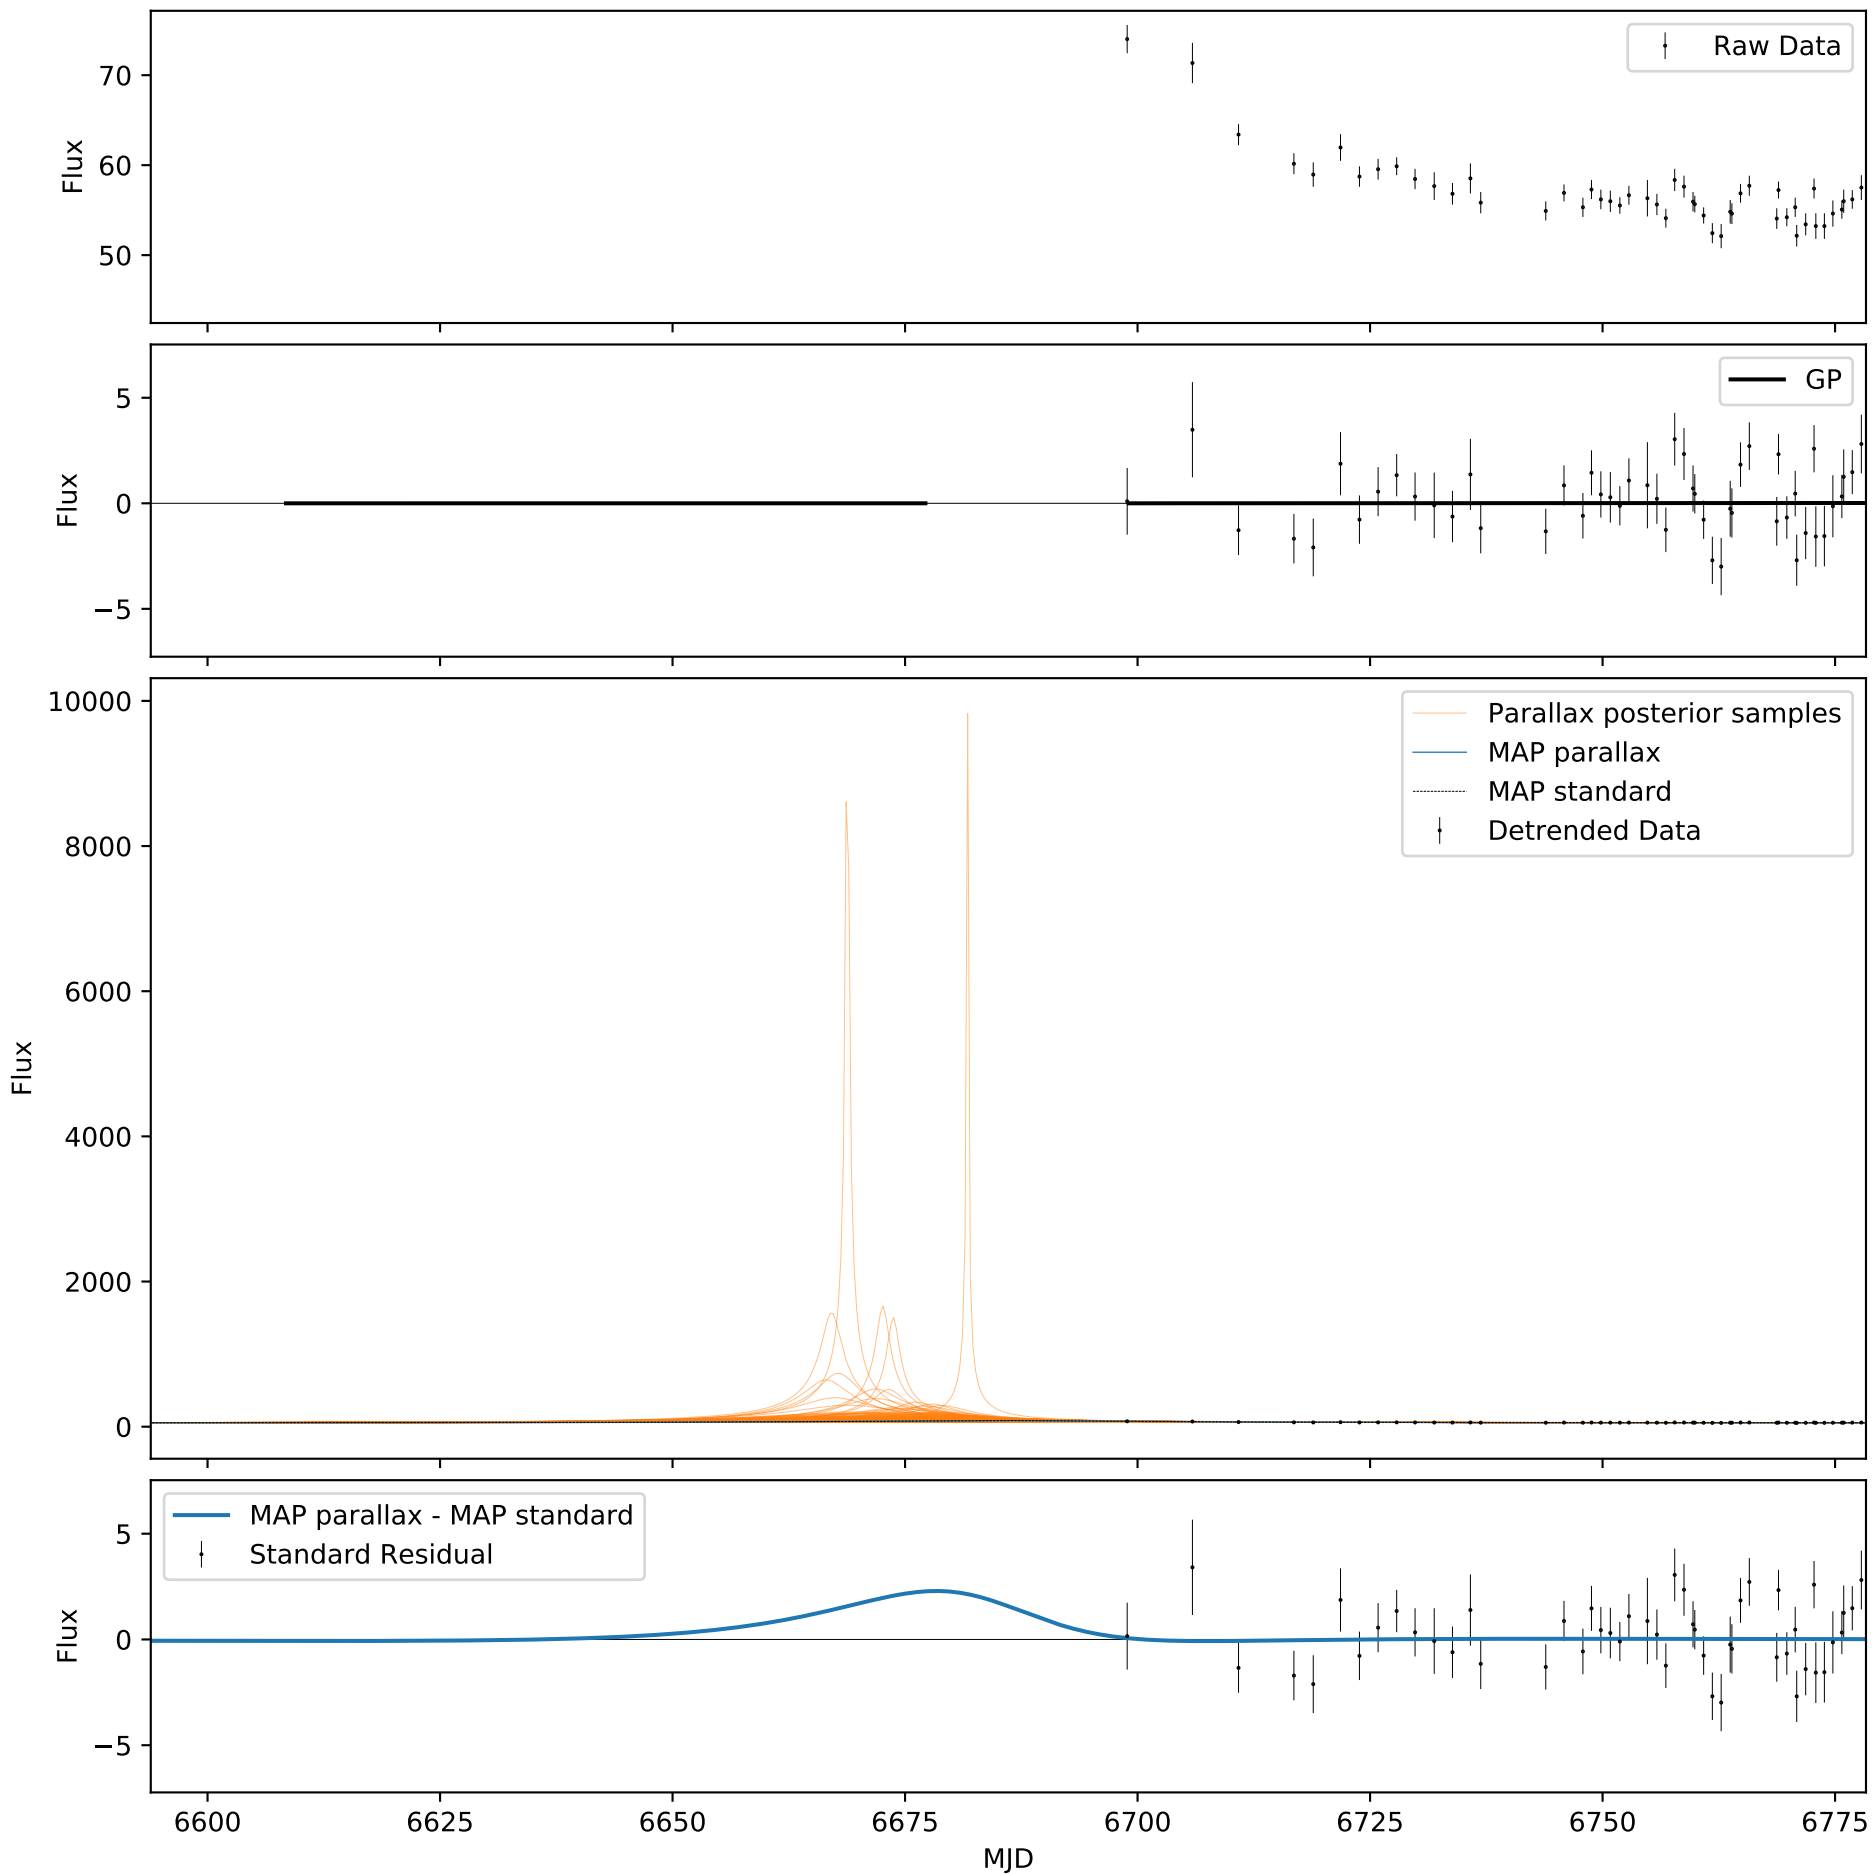 Raw Data
70
60
50
Flux
GP
5
0
−5
Flux
Parallax posterior samples
MAP parallax
MAP standard
Detrended Data
10000
8000
6000
4000
2000
0
Flux
MAP parallax - MAP standard
Standard Residual
5
0
−5
Flux
6600 6625 6650 6675 6700 6725 6750 6775
MJD